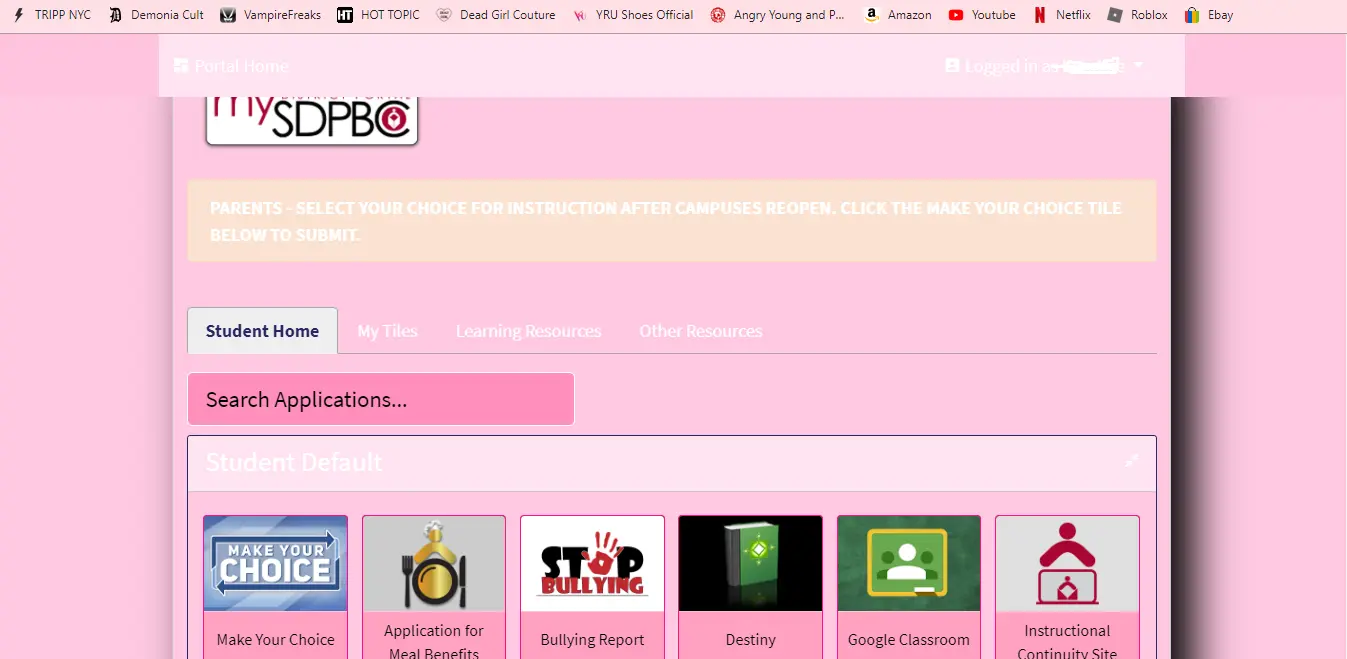 TRIPP NYC Demonia Cult VampireFreaks HOT TOPIC Dead Girl Couture YRU Shoes Official Angry Young and P... Amazon Youtube Netflix Roblox Ebay
Portal Home Logged in as
my
SDPBC
PARENTS - SELECT YOUR CHOICE FOR INSTRUCTION AFTER CAMPUSES REOPEN. CLICK THE MAKE YOUR CHOICE TILE
BELOW TO SUBMIT.
Student Home My Tiles Learning Resources Other Resources
Search Applications...
Student Default
MAKE YOUR
CHOICE
STOP
BULLYING
Make Your Choice
Application for
Meal Benefits
Bullying Report
Destiny
Google Classroom
Instructional
Continuity Site